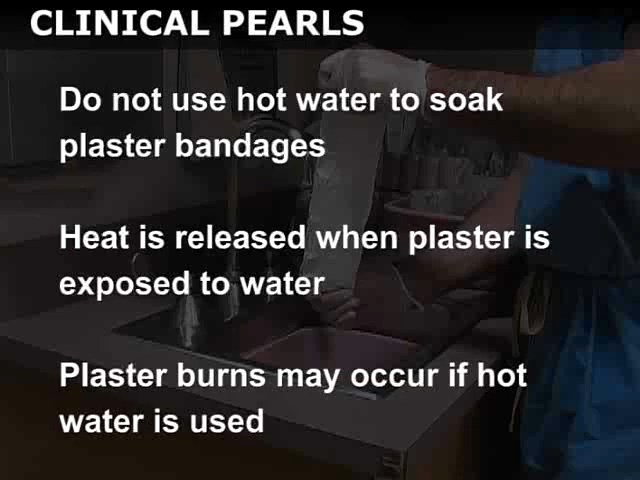 CLINICAL PEARLS
Do not use hot water to soak
plaster bandages
Heat is released when plaster is
exposed to water
Plaster burns may occur if hot
water is used